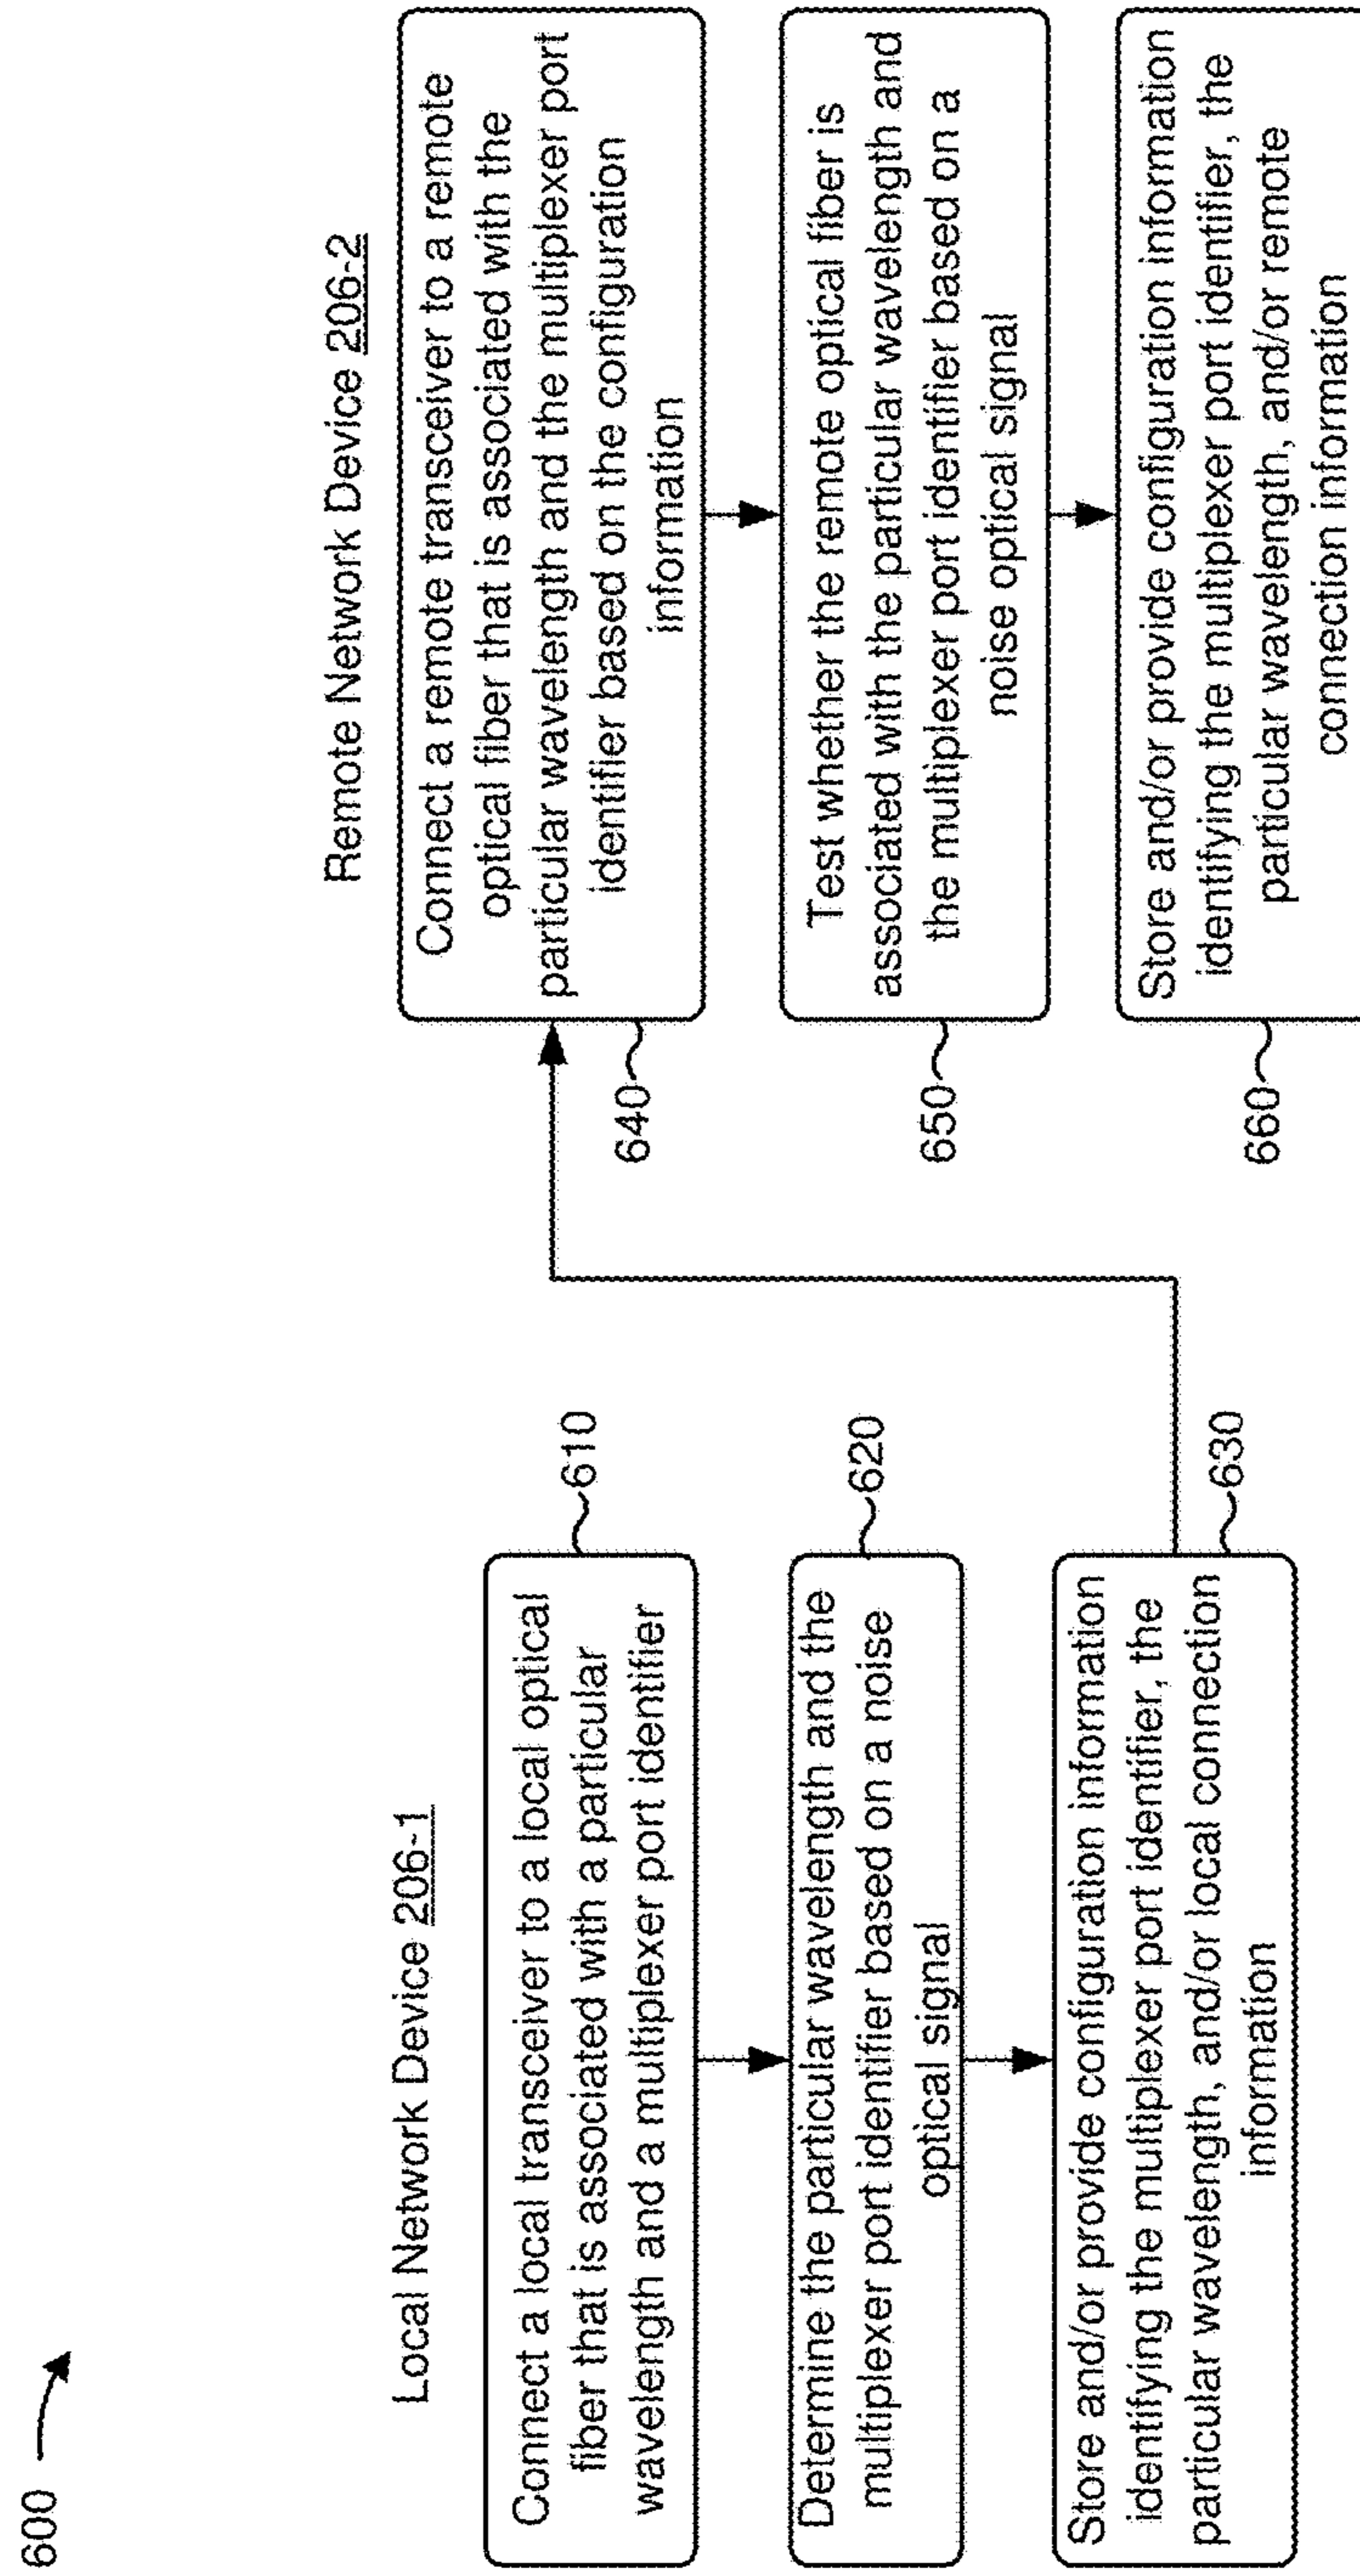 600
Local Network Device 206-1
Connect a local transceiver to a local optical
fiber that is associated with a particular
wavelength and a multiplexer port identifier
610
Determine the particular wavelength and the
multiplexer port identifier based on a noise
optical signal
620
Store and/or provide configuration information
identifying the multiplexer port identifier, the
particular wavelength, and/or local connection
information
630
Remote Network Device 206-2
Connect a remote transceiver to a remote
optical fiber that is associated with the
particular wavelength and the multiplexer port
identifier based on the configuration
information
640
Test whether the remote optical fiber is
associated with the particular wavelength and
the multiplexer port identifier based on a
noise optical signal
650
Store and/or provide configuration information
identifying the multiplexer port identifier, the
particular wavelength, and/or remote
connection information
660